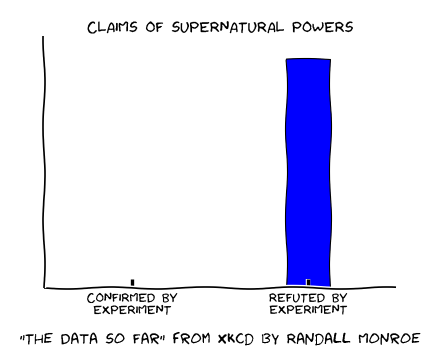 CLAIMS OF SUPERNATURAL POWERS
CONFIRMED BY
EXPERIMENT
REFUTED BY
EXPERIMENT
"THE DATA SO FAR" FROM XKCD BY RANDALL MONROE